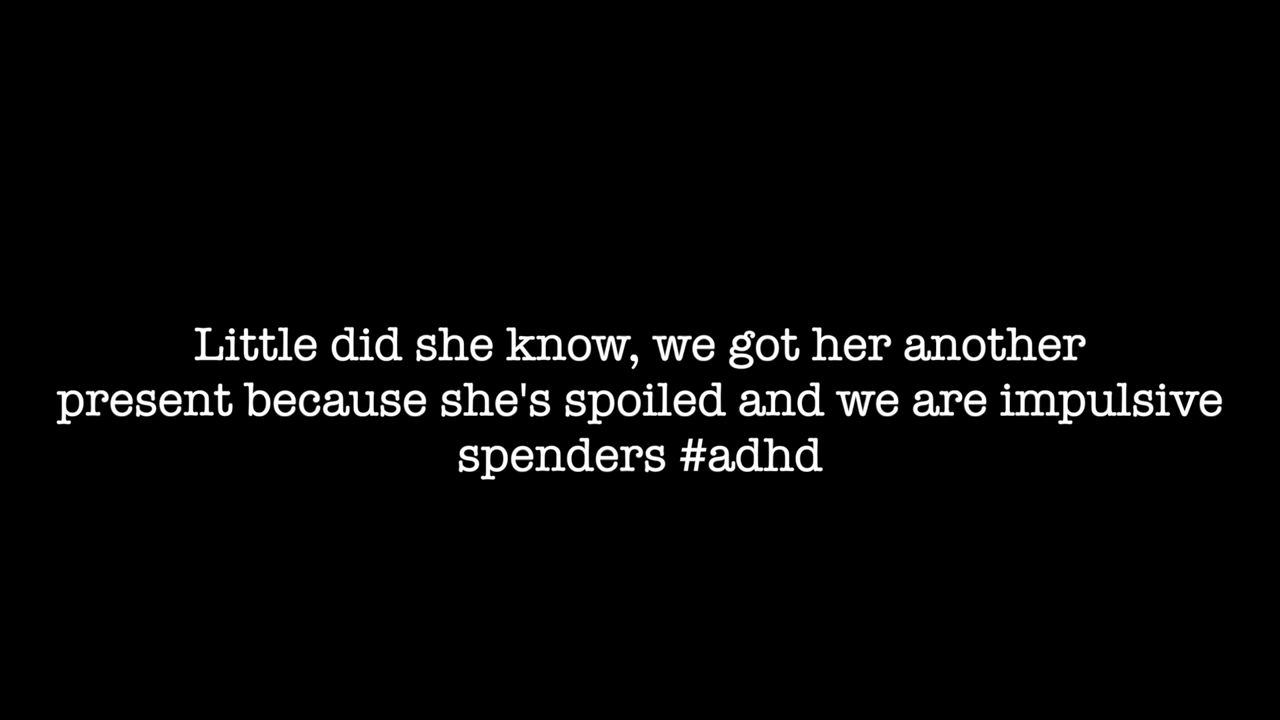 Little did she know, we got her another
present because she's spoiled and we are impulsive
spenders #adhd